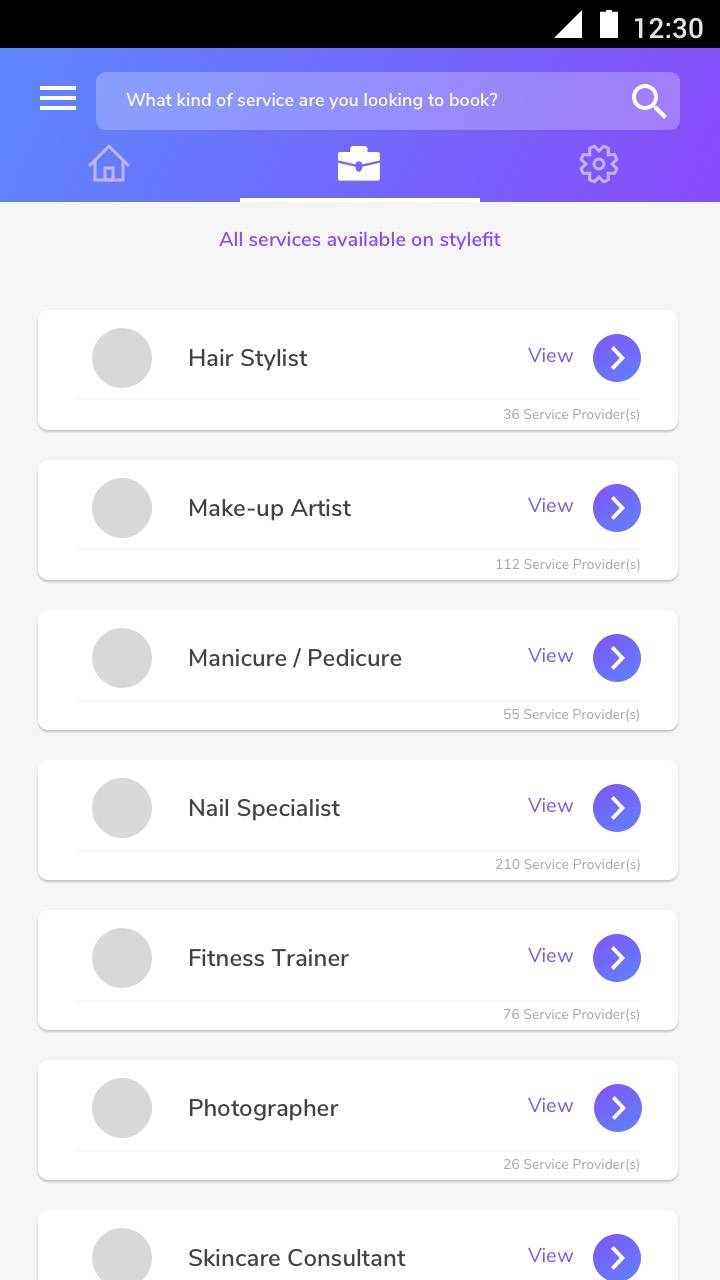 12:30
What kind of service are you looking to book?
All services available on stylefit
Hair Stylist View
36 Service Provider(s)
Make-up Artist View
112 Service Provider(s)
Manicure / Pedicure View
55 Service Provider(s)
Nail Specialist View
210 Service Provider(s)
Fitness Trainer View
76 Service Provider(s)
Photographer View
26 Service Provider(s)
Skincare Consultant View